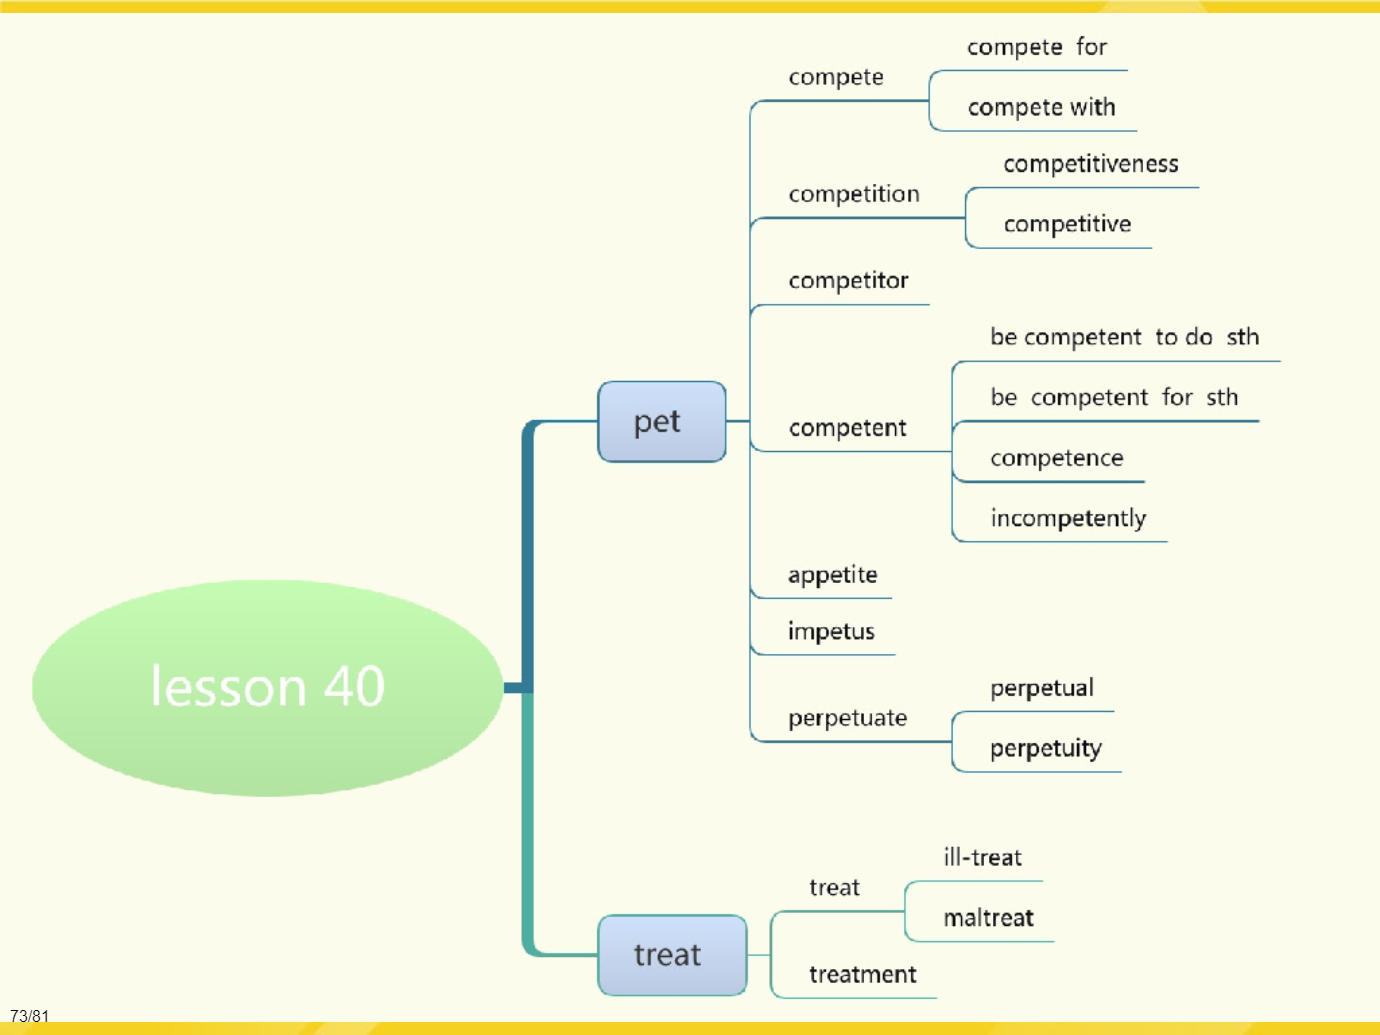 lesson 40
pet
compete
compete for
compete with
competition
competitiveness
competitive
competitor
competent
be competent to do sth
be competent for sth
competence
incompetently
appetite
impetus
perpetuate
perpetual
perpetuity
treat
treat
ill-treat
maltreat
treatment
73/81